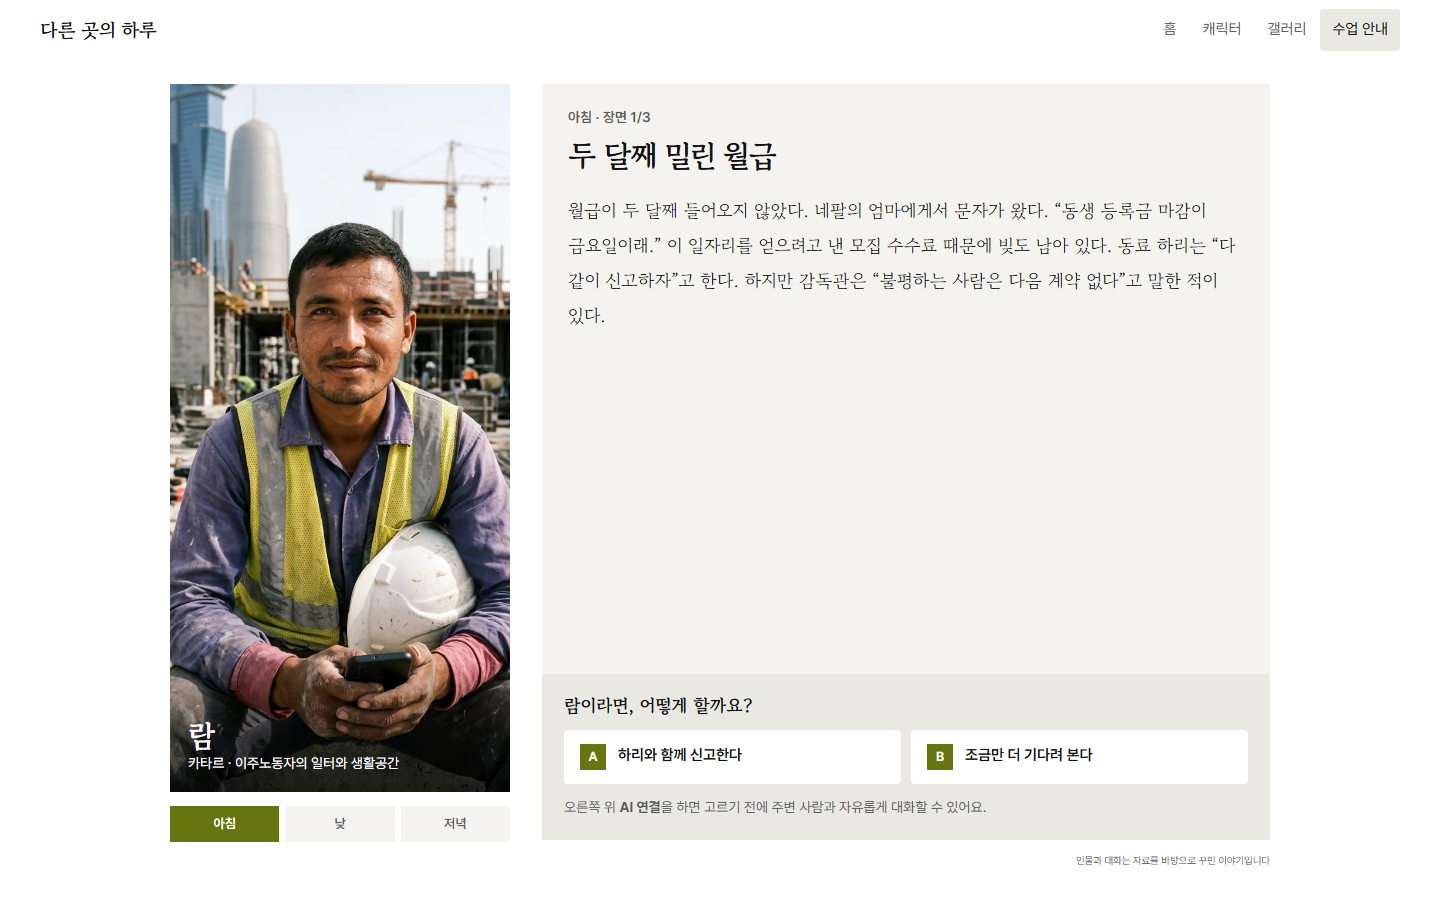 다른 곳의 하루
홈
캐릭터
갤러리
수업 안내
아침 · 장면 1/3
두 달째 밀린 월급
월급이 두 달째 들어오지 않았다. 네팔의 엄마에게서 문자가 왔다. “동생 등록금 마감이
금요일이래.” 이 일자리를 얻으려고 낸 모집 수수료 때문에 빚도 남아 있다. 동료 하리는 “다
같이 신고하자”고 한다. 하지만 감독관은 “불평하는 사람은 다음 계약 없다”고 말한 적이
있다.
람
카타르 · 이주노동자의 일터와 생활공간
아침
낮
저녁
람이라면, 어떻게 할까요?
A 하리와 함께 신고한다
B 조금만 더 기다려 본다
오른쪽 위 AI 연결을 하면 고르기 전에 주변 사람과 자유롭게 대화할 수 있어요.
인물과 대화는 자료를 바탕으로 꾸민 이야기입니다